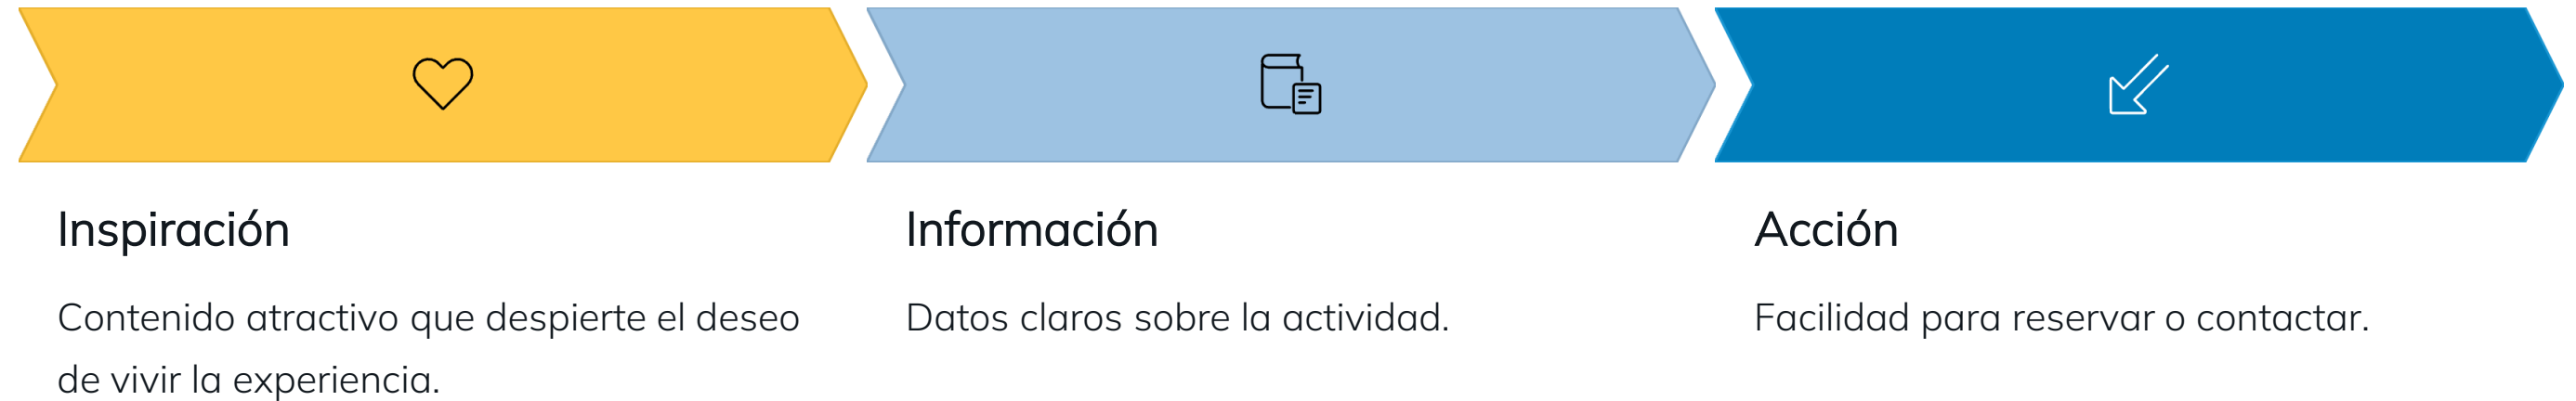 Inspiración
Contenido atractivo que despierte el deseo
de vivir la experiencia.
Información
Datos claros sobre la actividad.
Acción
Facilidad para reservar o contactar.